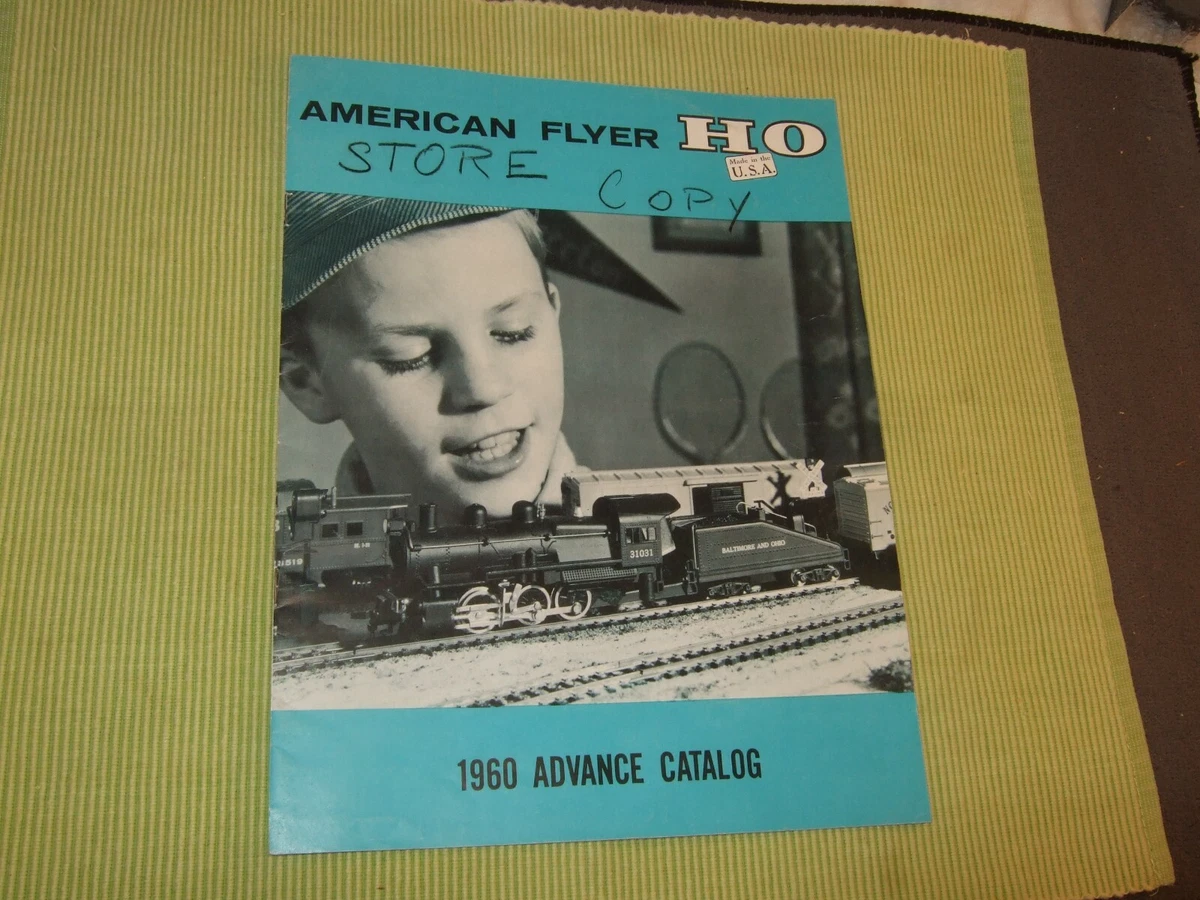 AMERICAN FLYER HO
Made in the
U.S.A.
STORE COPY
31031
BALTIMORE AND OHIO
1960 ADVANCE CATALOG